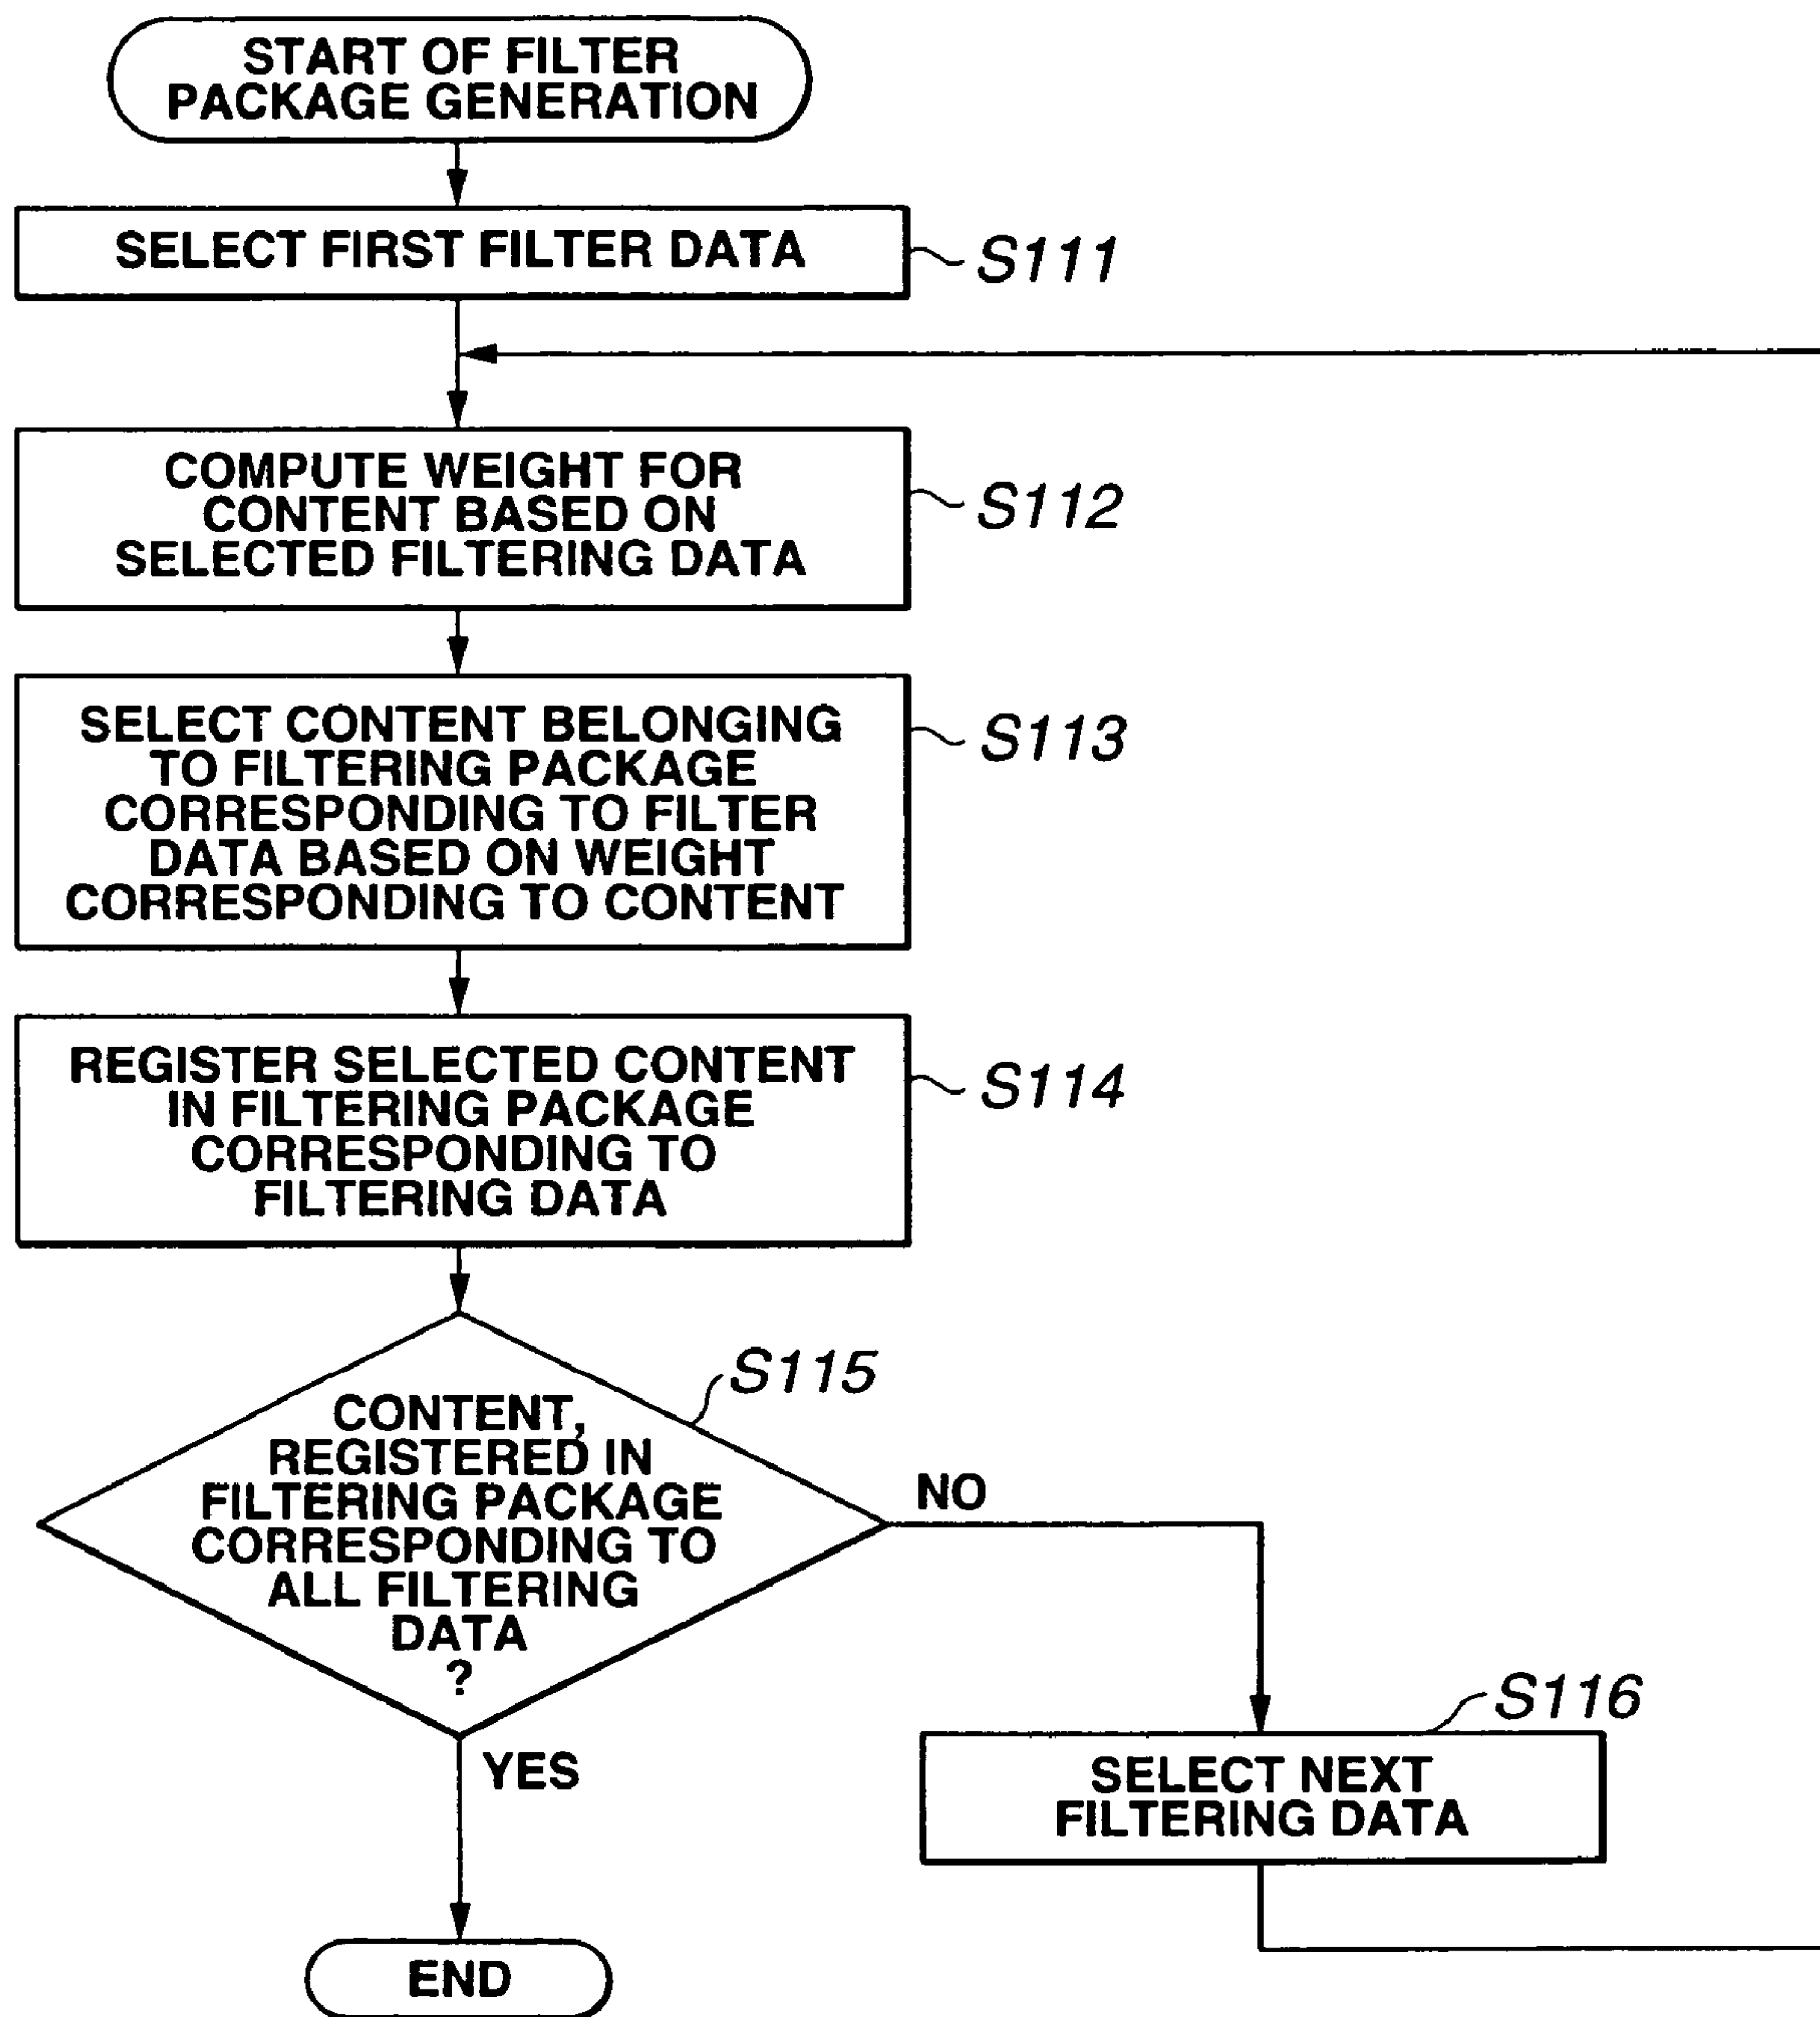 START OF FILTER
PACKAGE GENERATION
SELECT FIRST FILTER DATA
S111
COMPUTE WEIGHT FOR
CONTENT BASED ON
SELECTED FILTERING DATA
S112
SELECT CONTENT BELONGING
TO FILTERING PACKAGE
CORRESPONDING TO FILTER
DATA BASED ON WEIGHT
CORRESPONDING TO CONTENT
S113
REGISTER SELECTED CONTENT
IN FILTERING PACKAGE
CORRESPONDING TO
FILTERING DATA
S114
S115
CONTENT,
REGISTERED IN
FILTERING PACKAGE
CORRESPONDING TO
ALL FILTERING
DATA
?
NO
YES
S116
SELECT NEXT
FILTERING DATA
END